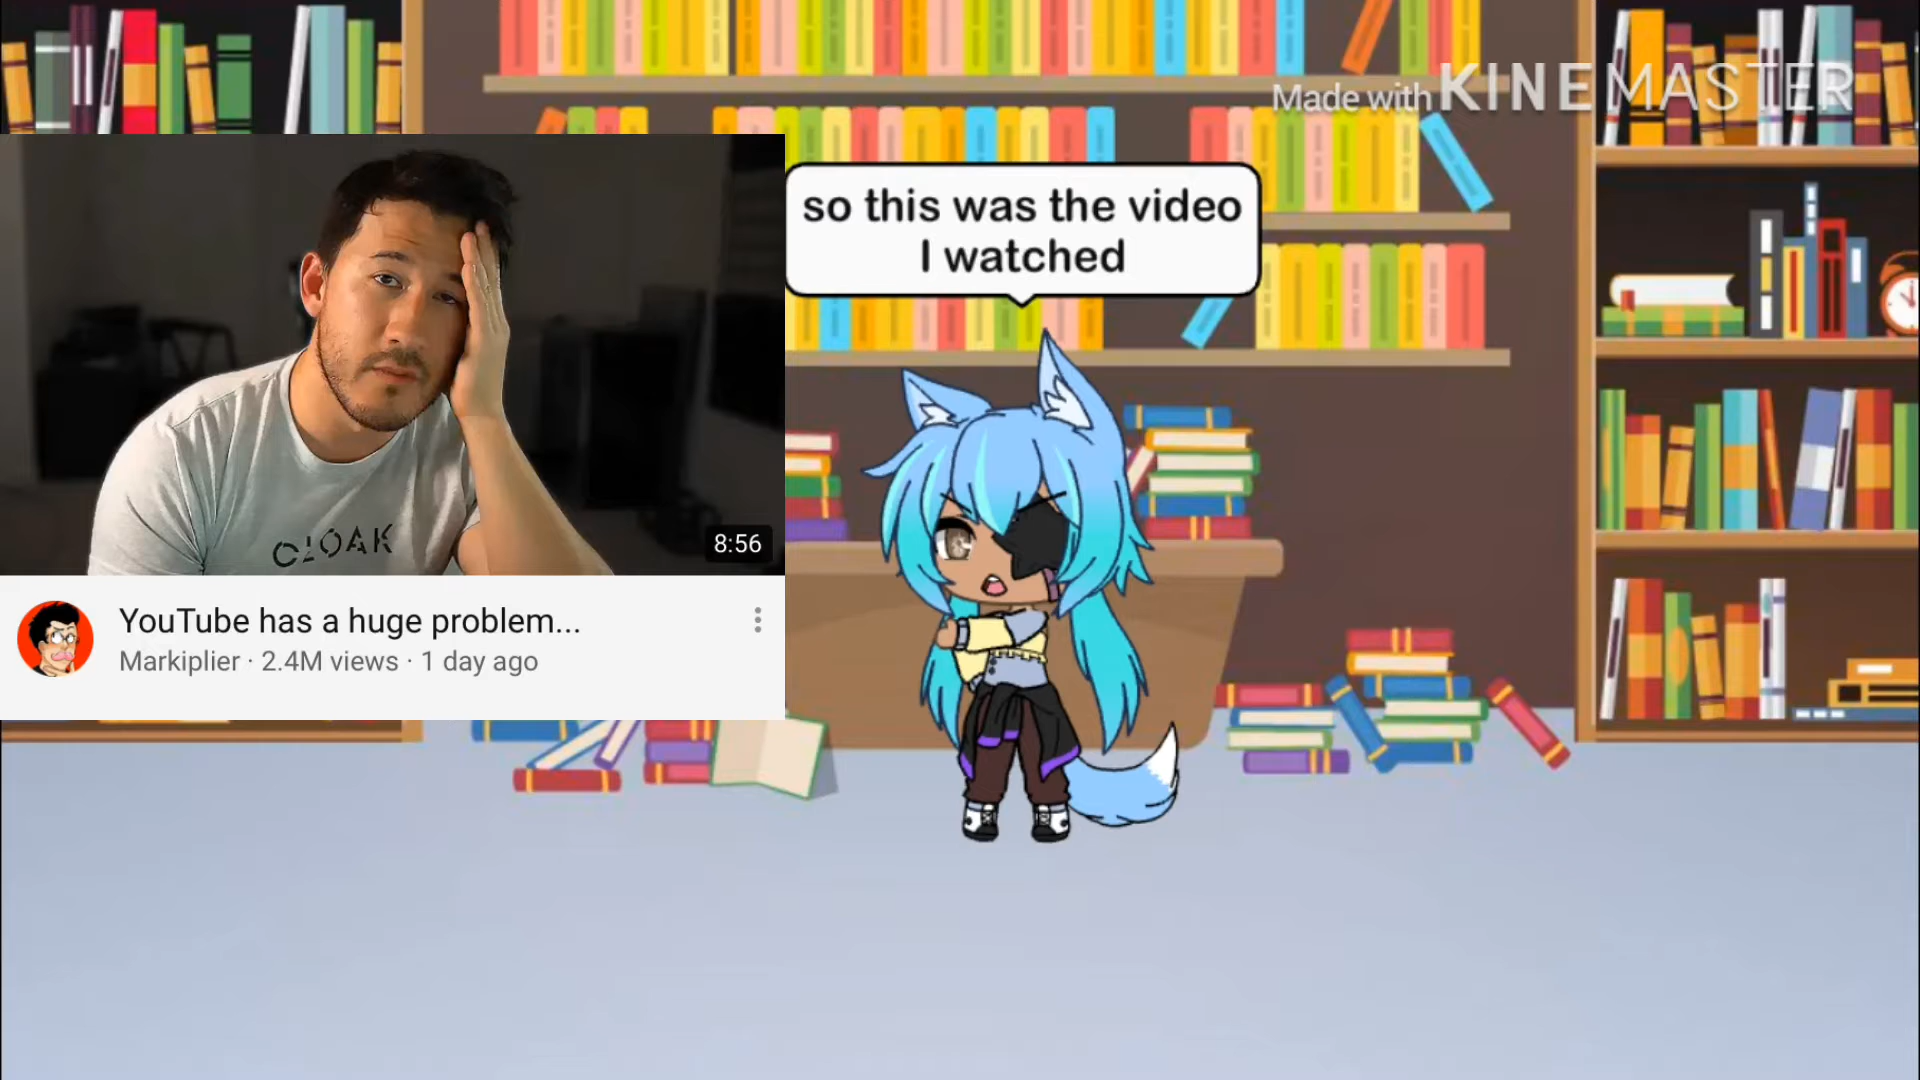 Made with KINEMASTER
so this was the video
I watched
CLOAK
8:56
YouTube has a huge problem...
Markiplier · 2.4M views · 1 day ago